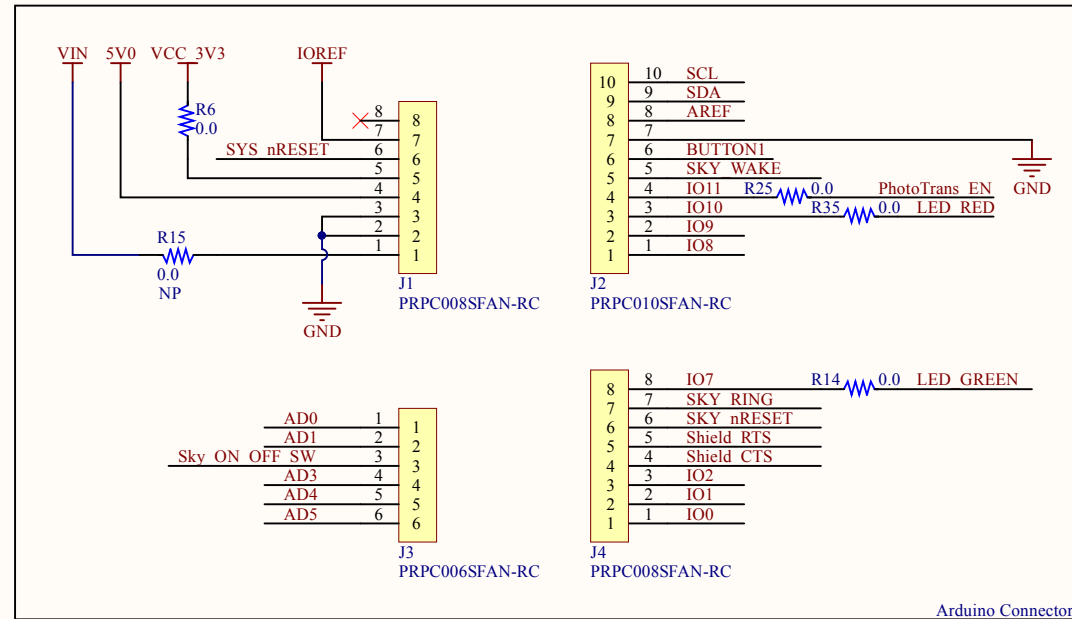 VIN 5V0 VCC_3V3 IOREF
R6
0.0
SYS_nRESET
R15
0.0
NP
GND
8 8
7 7
6 6
5 5
4 4
3 3
2 2
1 1
J1
PRPC008SFAN-RC
10 10 SCL
9 9 SDA
8 8 AREF
7 7
6 6 BUTTON1
5 5 SKY_WAKE
4 4 IO11 R25 0.0 PhotoTrans_EN
3 3 IO10 R35 0.0 LED_RED
2 2 IO9
1 1 IO8
GND
J2
PRPC010SFAN-RC
AD0 1 1
AD1 2 2
Sky_ON_OFF_SW 3 3
AD3 4 4
AD4 5 5
AD5 6 6
J3
PRPC006SFAN-RC
8 8 IO7 R14 0.0 LED_GREEN
7 7 SKY_RING
6 6 SKY_nRESET
5 5 Shield_RTS
4 4 Shield_CTS
3 3 IO2
2 2 IO1
1 1 IO0
J4
PRPC008SFAN-RC
Arduino Connector